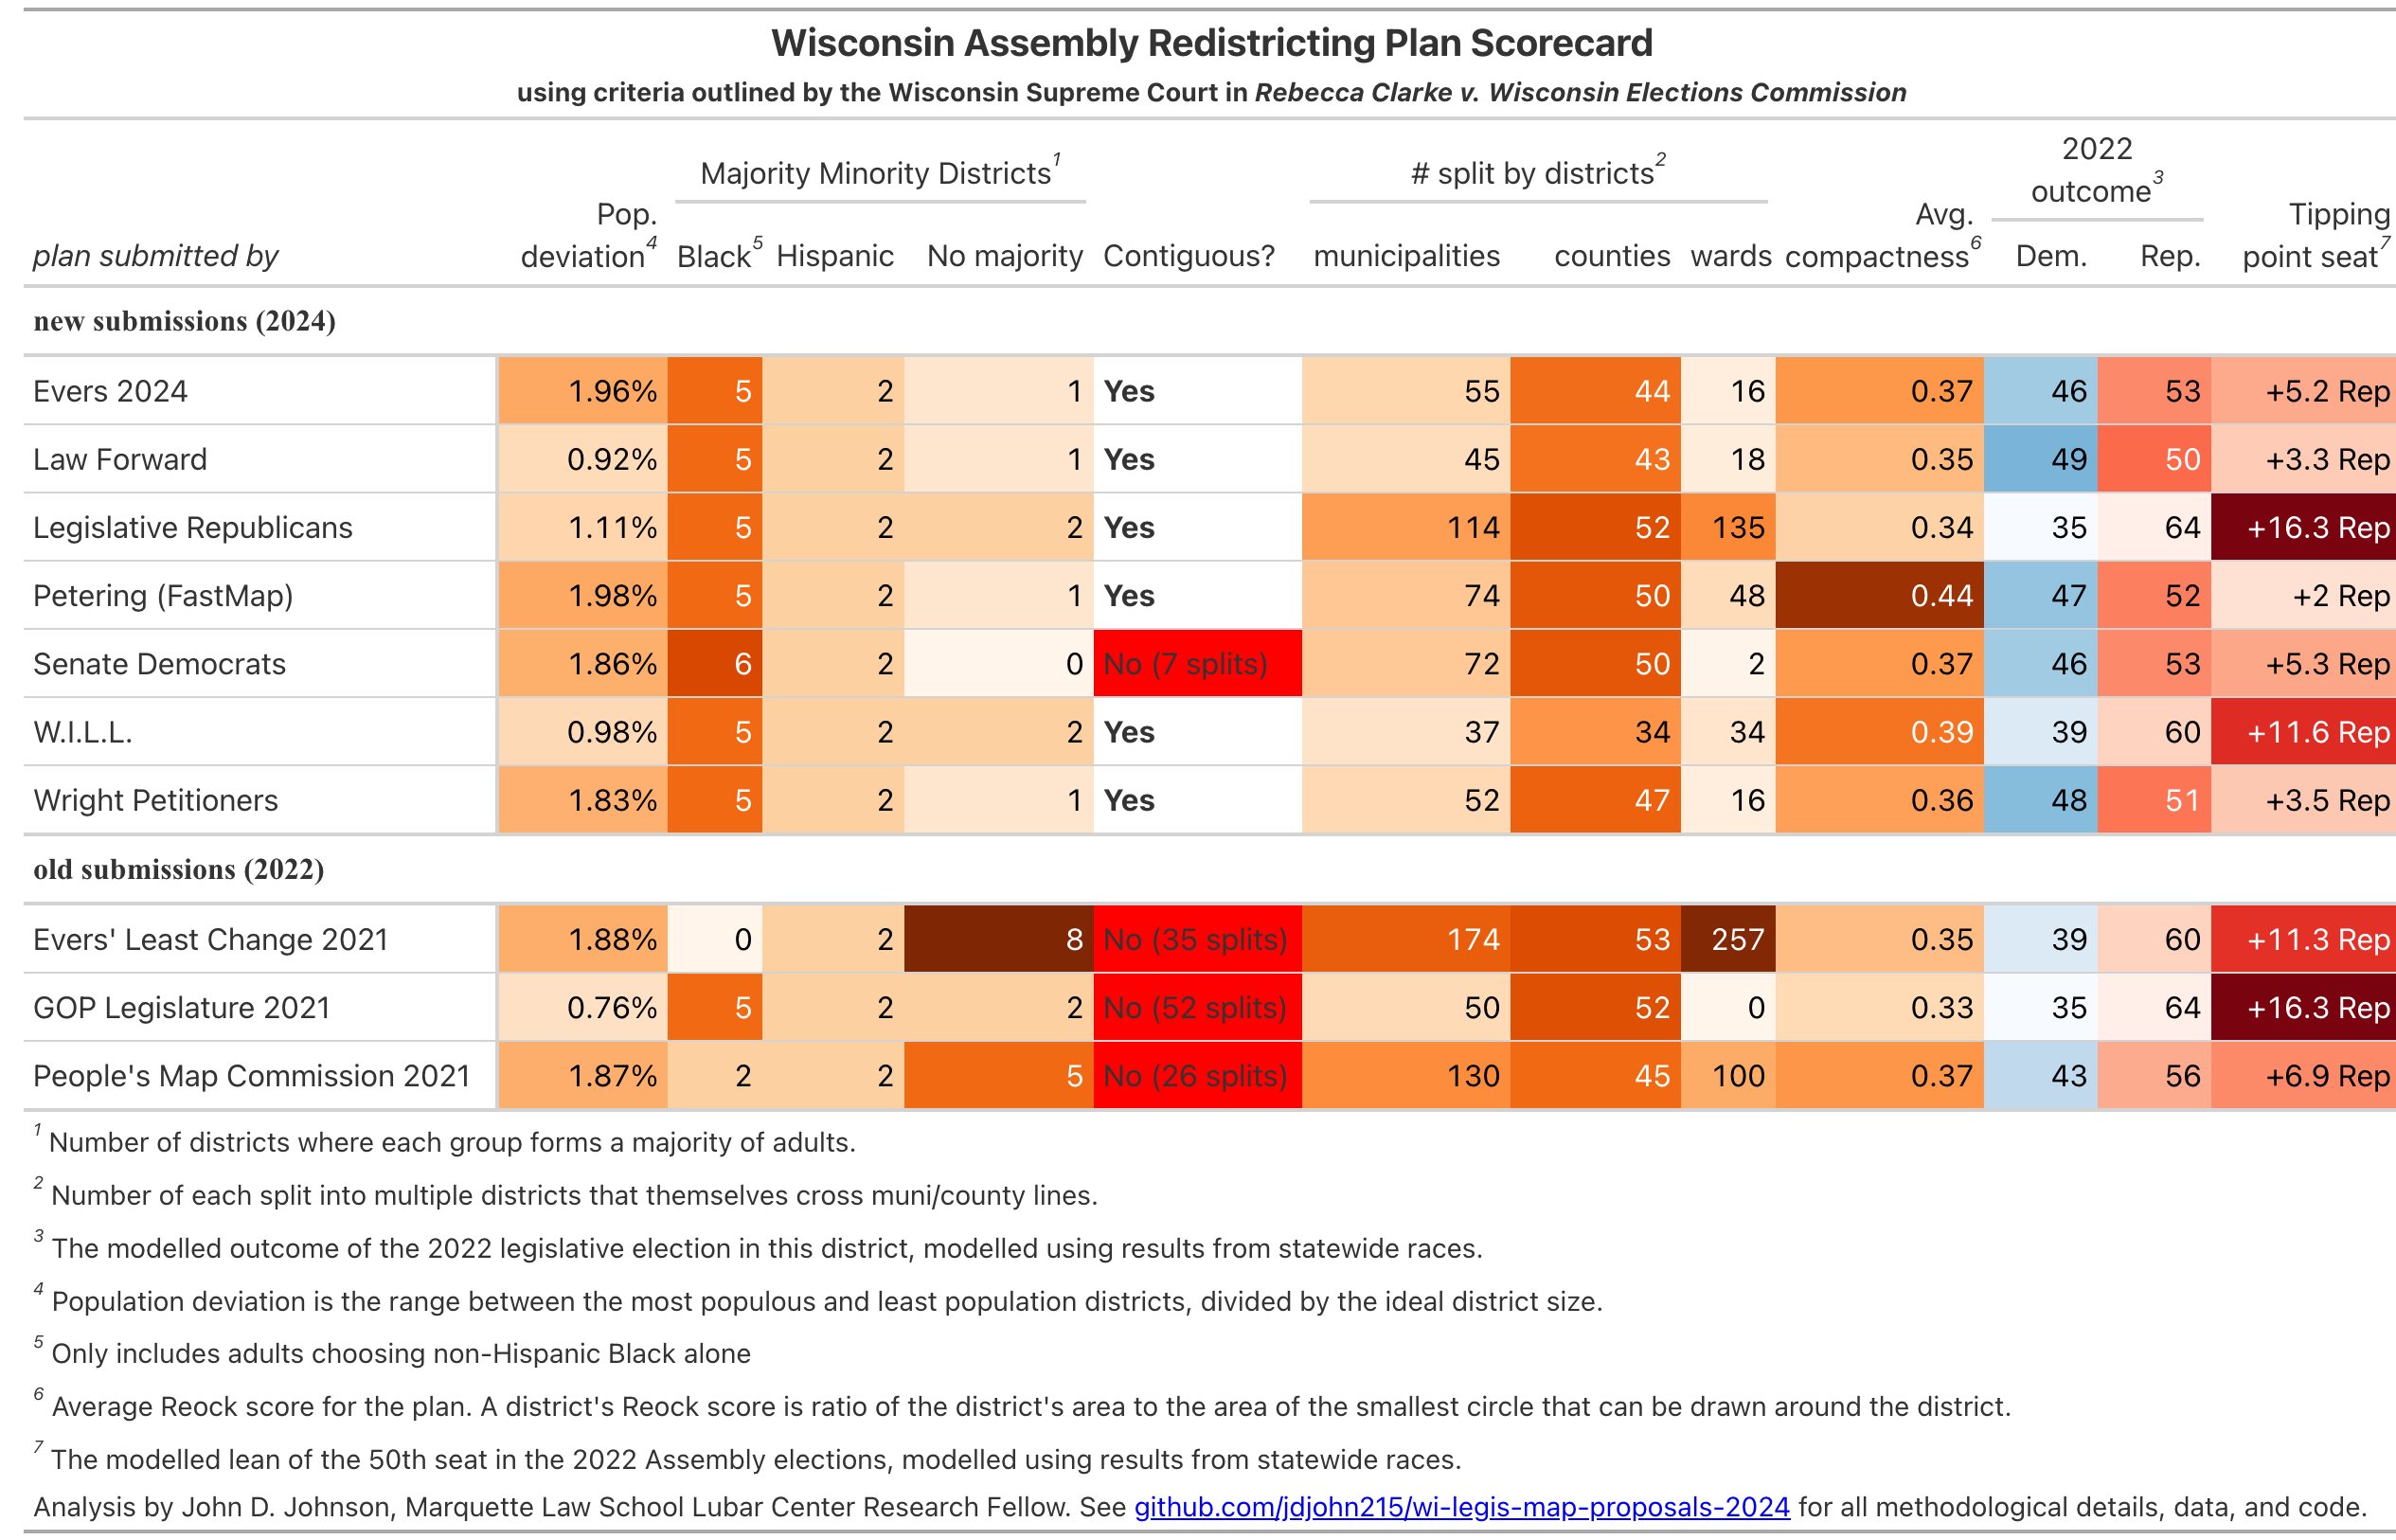 Wisconsin Assembly Redistricting Plan Scorecard
using criteria outlined by the Wisconsin Supreme Court in Rebecca Clarke v. Wisconsin Elections Commission
plan submitted by Pop. deviation4 Majority Minority Districts1 Black5 Hispanic No majority Contiguous? # split by districts2 municipalities counties wards Avg. compactness6 2022 outcome3 Dem. Rep. Tipping point seat7
new submissions (2024)
Evers 2024 1.96% 5 2 1 Yes 55 44 16 0.37 46 53 +5.2 Rep
Law Forward 0.92% 5 2 1 Yes 45 43 18 0.35 49 50 +3.3 Rep
Legislative Republicans 1.11% 5 2 2 Yes 114 52 135 0.34 35 64 +16.3 Rep
Petering (FastMap) 1.98% 5 2 1 Yes 74 50 48 0.44 47 52 +2 Rep
Senate Democrats 1.86% 6 2 0 No (7 splits) 72 50 2 0.37 46 53 +5.3 Rep
W.I.L.L. 0.98% 5 2 2 Yes 37 34 34 0.39 39 60 +11.6 Rep
Wright Petitioners 1.83% 5 2 1 Yes 52 47 16 0.36 48 51 +3.5 Rep
old submissions (2022)
Evers' Least Change 2021 1.88% 0 2 8 No (35 splits) 174 53 257 0.35 39 60 +11.3 Rep
GOP Legislature 2021 0.76% 5 2 2 No (52 splits) 50 52 0 0.33 35 64 +16.3 Rep
People's Map Commission 2021 1.87% 2 2 5 No (26 splits) 130 45 100 0.37 43 56 +6.9 Rep
1 Number of districts where each group forms a majority of adults.
2 Number of each split into multiple districts that themselves cross muni/county lines.
3 The modelled outcome of the 2022 legislative election in this district, modelled using results from statewide races.
4 Population deviation is the range between the most populous and least population districts, divided by the ideal district size.
5 Only includes adults choosing non-Hispanic Black alone
6 Average Reock score for the plan. A district's Reock score is ratio of the district's area to the area of the smallest circle that can be drawn around the district.
7 The modelled lean of the 50th seat in the 2022 Assembly elections, modelled using results from statewide races.
Analysis by John D. Johnson, Marquette Law School Lubar Center Research Fellow. See github.com/jdjohn215/wi-legis-map-proposals-2024 for all methodological details, data, and code.